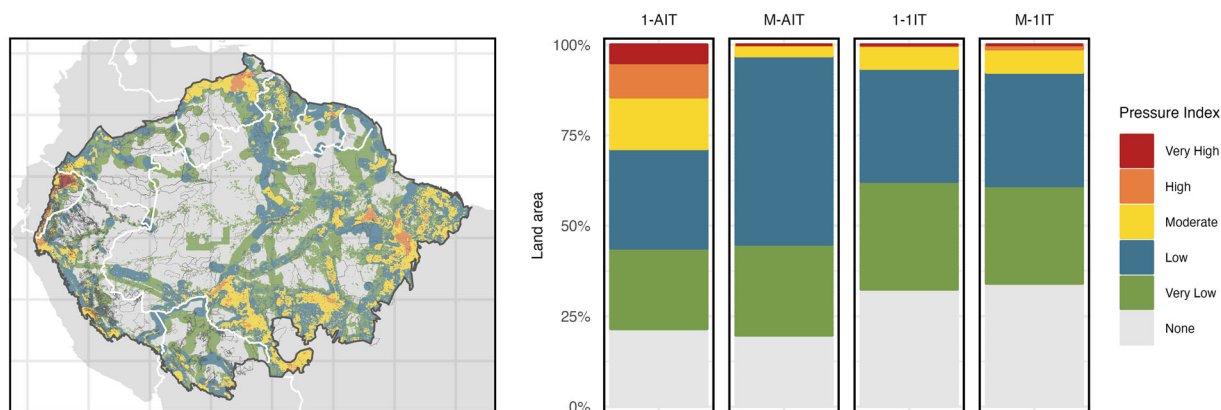 1-AIT
M-AIT
1-1IT
M-1IT
100%
75%
50%
25%
0%
Land area
Pressure Index
Very High
High
Moderate
Low
Very Low
None